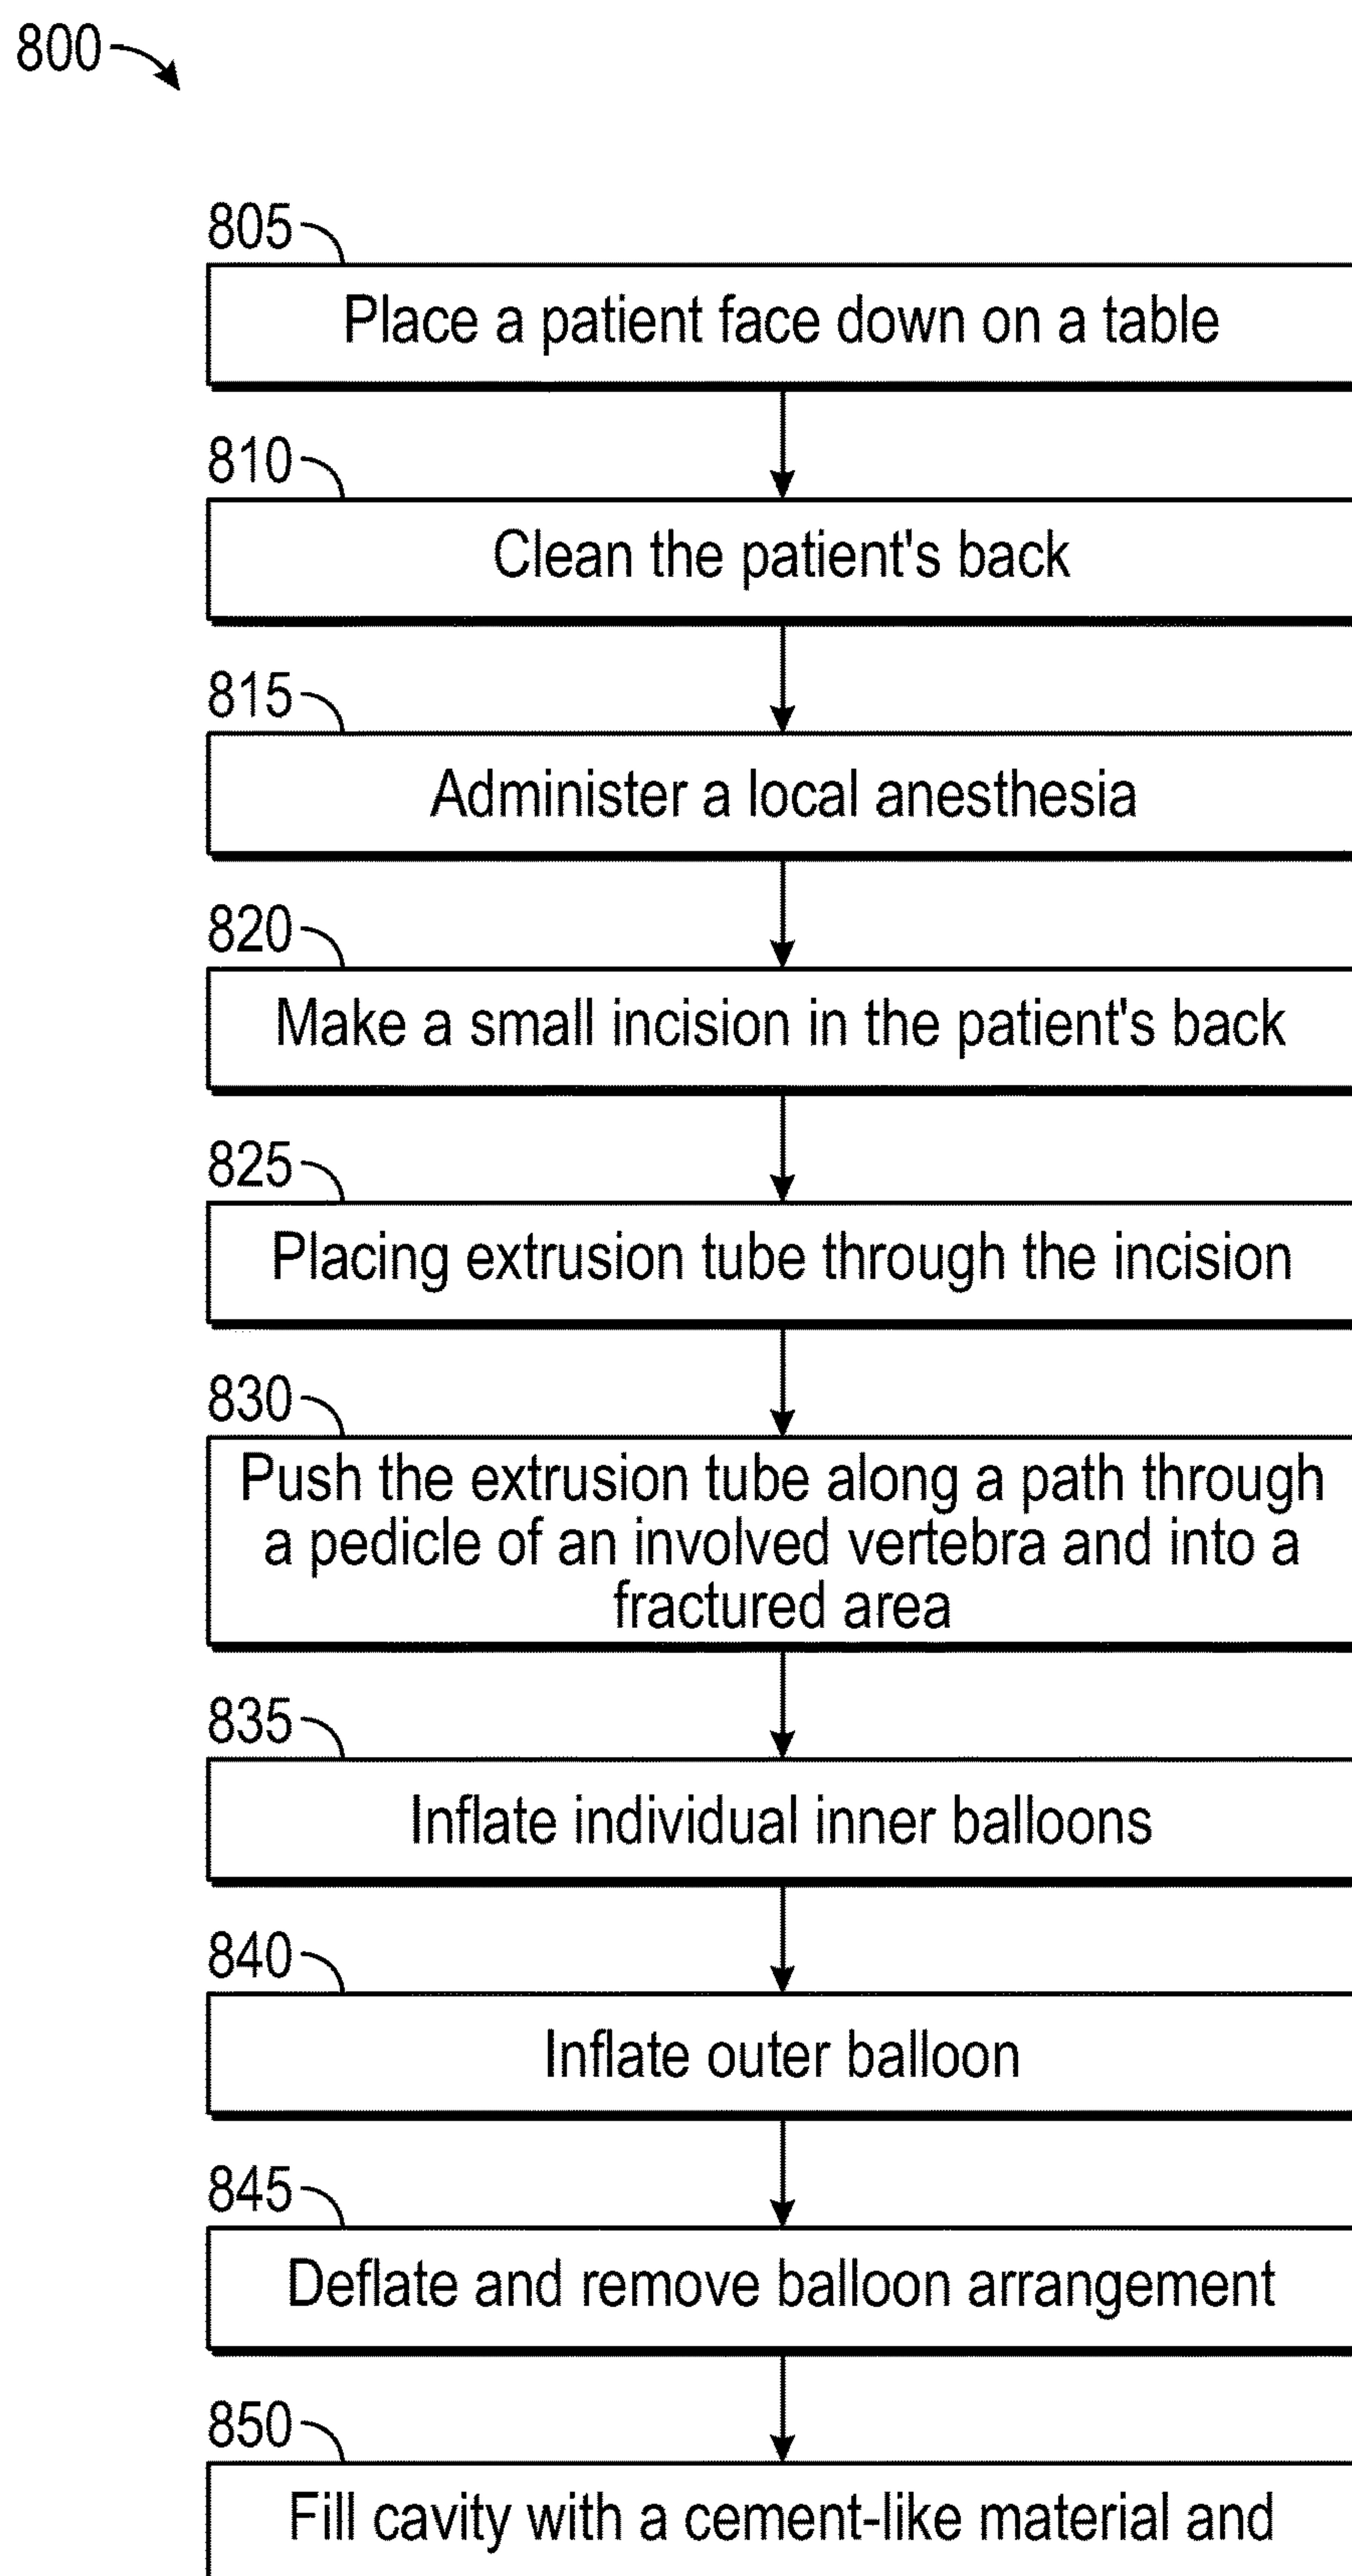 800
805
Place a patient face down on a table
810
Clean the patient's back
815
Administer a local anesthesia
820
Make a small incision in the patient's back
825
Placing extrusion tube through the incision
830
Push the extrusion tube along a path through
a pedicle of an involved vertebra and into a
fractured area
835
Inflate individual inner balloons
840
Inflate outer balloon
845
Deflate and remove balloon arrangement
850
Fill cavity with a cement-like material and